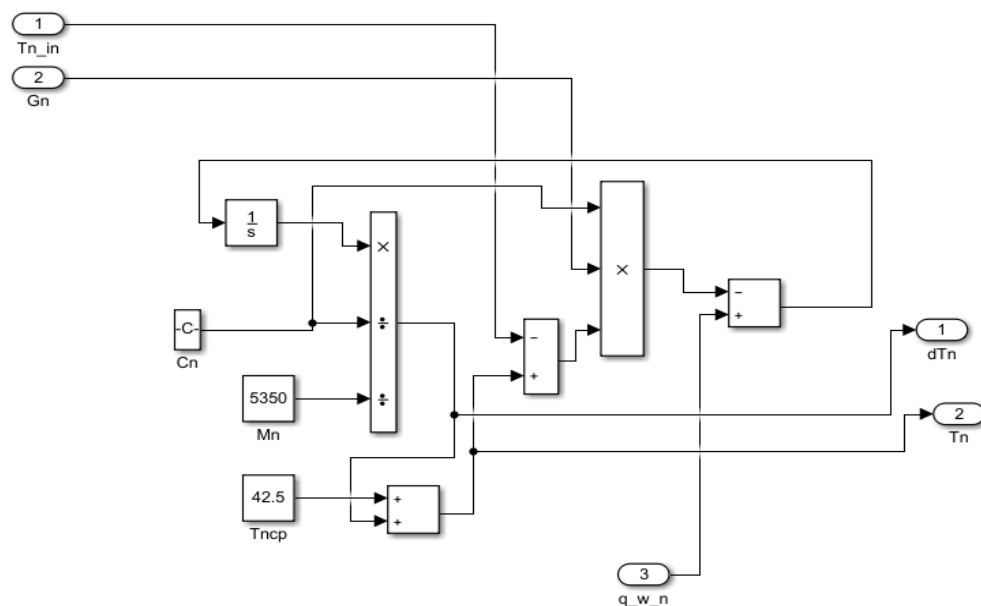 1
Tn_in
2
Gn
1
s
×
÷
÷
-C-
Cn
5350
Mn
42.5
Tncp
+
+
−
+
×
−
+
1
dTn
2
Tn
3
q_w_n